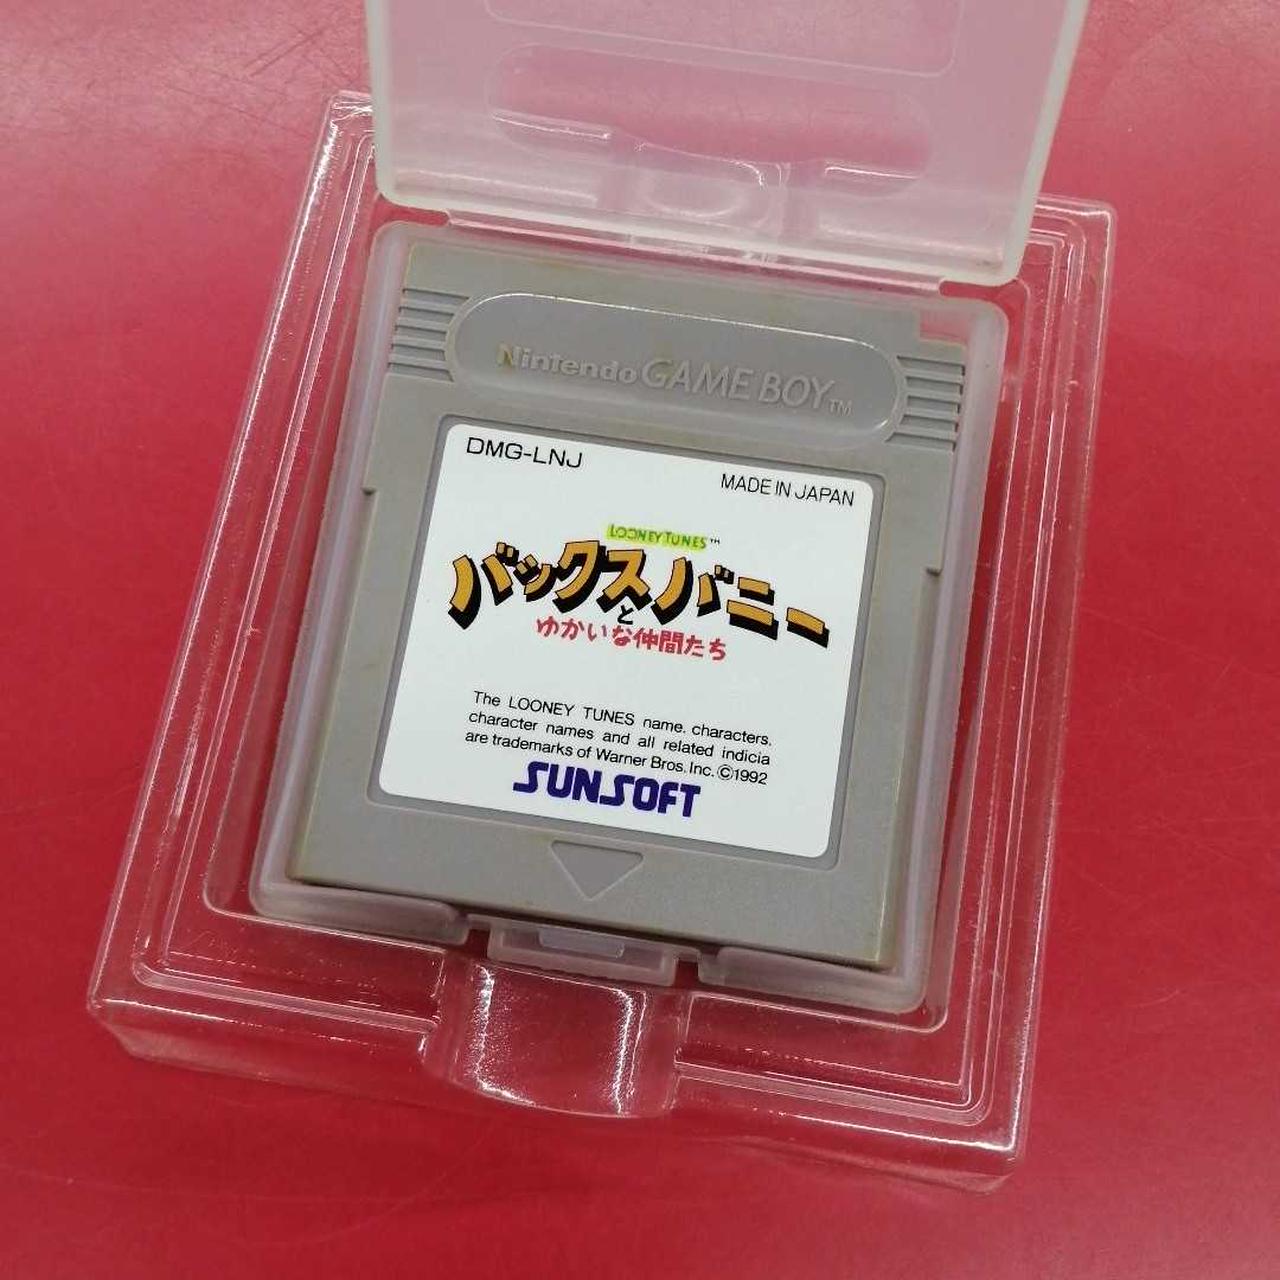 Nintendo GAME BOY™
DMG-LNJ
MADE IN JAPAN
LOONEY TUNES™
バックスバニー
と
ゆかいな仲間たち
The LOONEY TUNES name. characters.
character names and all related indicia
are trademarks of Warner Bros. Inc. ©1992
SUNSOFT